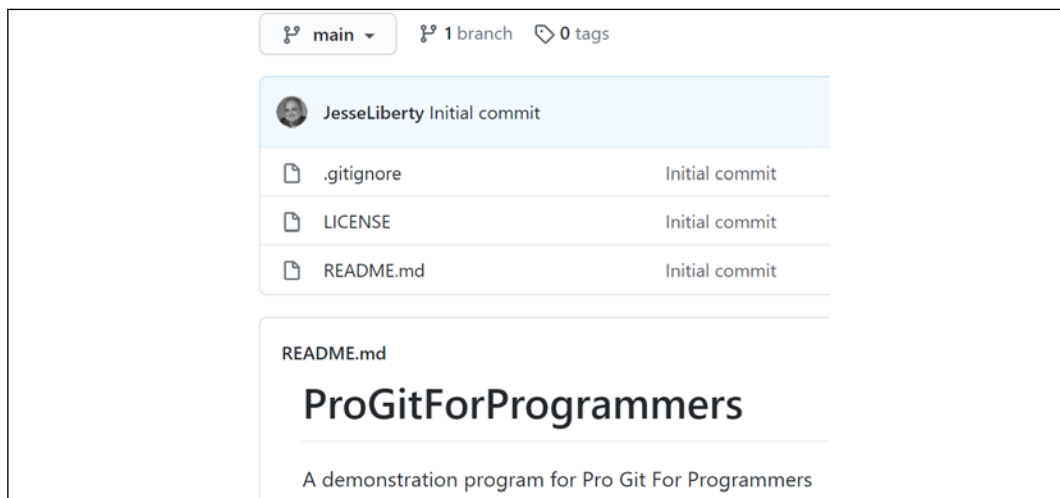 main 1 branch 0 tags
JesseLiberty Initial commit
.gitignore Initial commit
LICENSE Initial commit
README.md Initial commit
README.md
ProGitForProgrammers
A demonstration program for Pro Git For Programmers